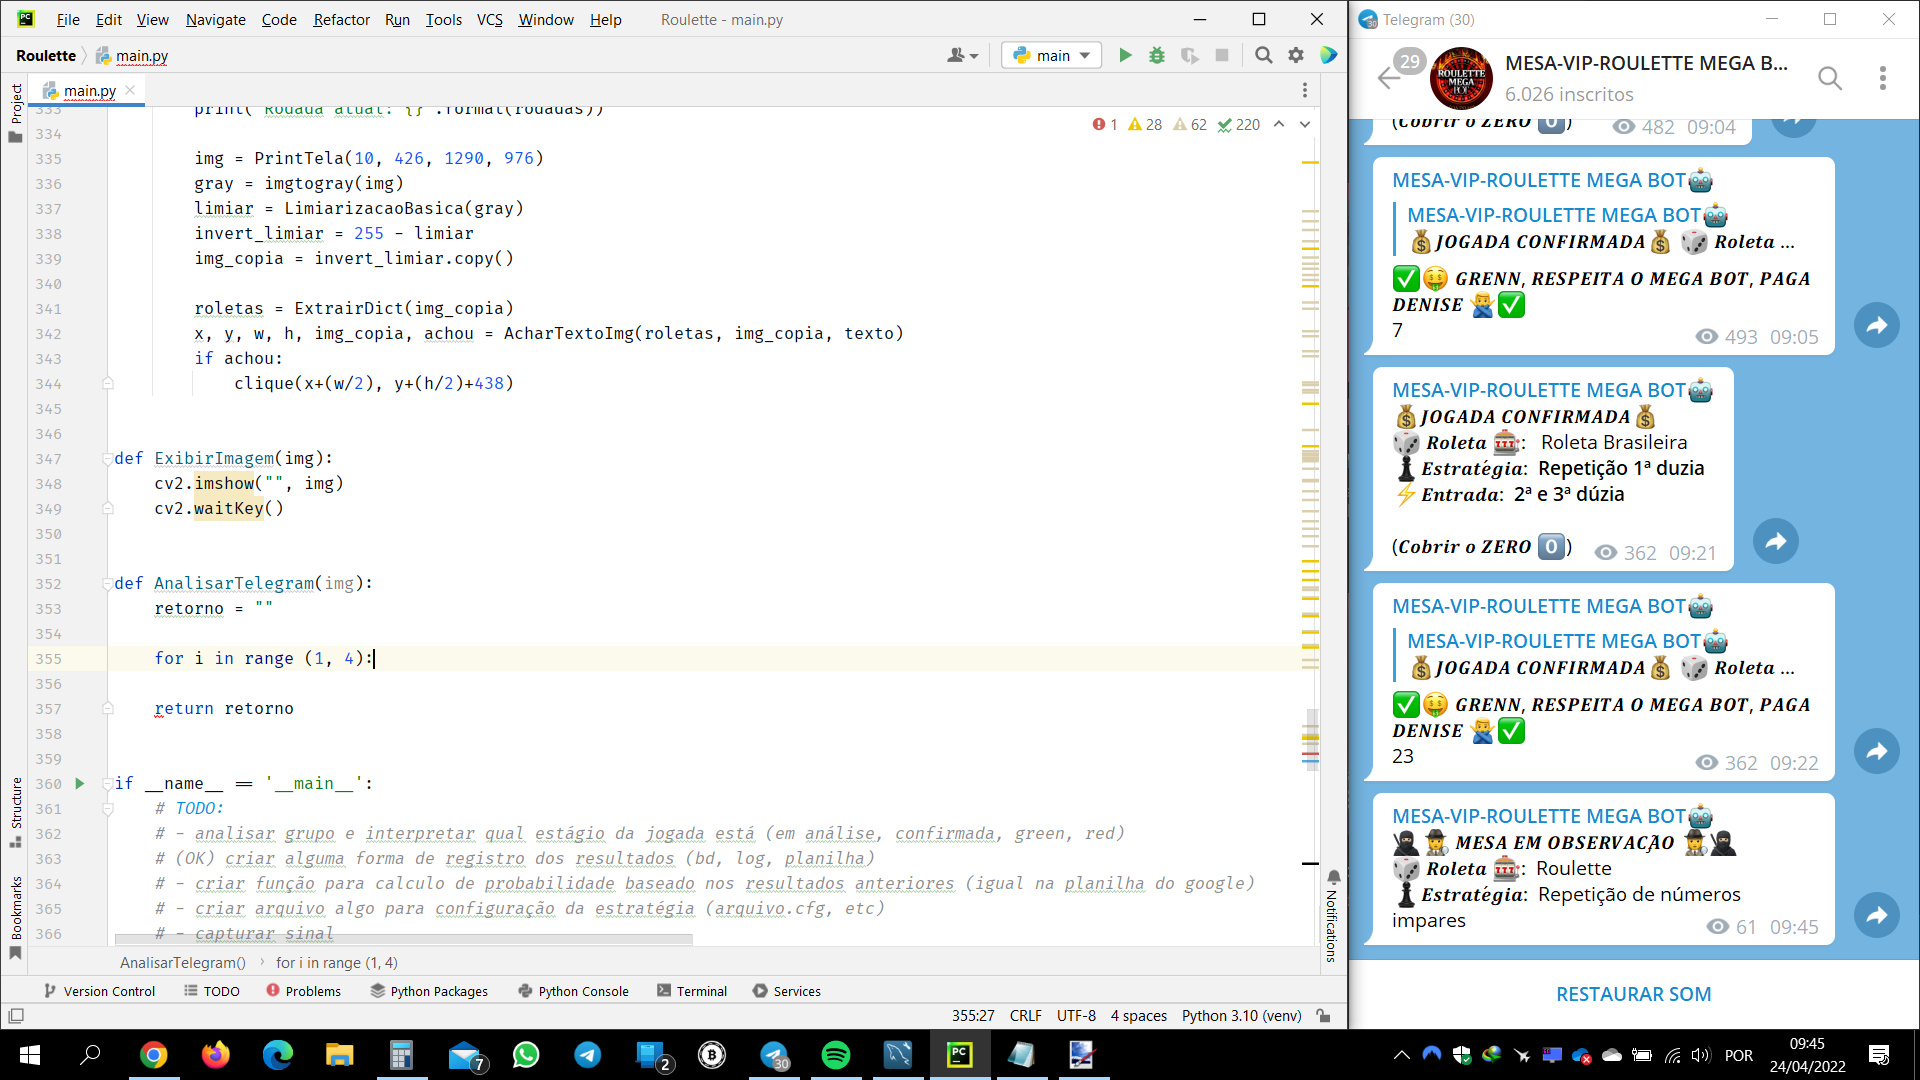 File Edit View Navigate Code Refactor Run Tools VCS Window Help Roulette - main.py
Roulette main.py main
Project
main.py
333 print("Rodada atual: {}".format(rodadas))
1 28 62 220
334
335 img = PrintTela(10, 426, 1290, 976)
336 gray = imgtogray(img)
337 limiar = LimiarizacaoBasica(gray)
338 invert_limiar = 255 - limiar
339 img_copia = invert_limiar.copy()
340
341 roletas = ExtrairDict(img_copia)
342 x, y, w, h, img_copia, achou = AcharTextoImg(roletas, img_copia, texto)
343 if achou:
344 clique(x+(w/2), y+(h/2)+438)
345
346
347 def ExibirImagem(img):
348 cv2.imshow("", img)
349 cv2.waitKey()
350
351
352 def AnalisarTelegram(img):
353 retorno = ""
354
355 for i in range (1, 4):
356
357 return retorno
358
359
360 if __name__ == '__main__':
361 # TODO:
362 # - analisar grupo e interpretar qual estágio da jogada está (em análise, confirmada, green, red)
363 # (OK) criar alguma forma de registro dos resultados (bd, log, planilha)
364 # - criar função para calculo de probabilidade baseado nos resultados anteriores (igual na planilha do google)
365 # - criar arquivo algo para configuração da estratégia (arquivo.cfg, etc)
366 # - capturar sinal
Structure
Bookmarks
Notifications
AnalisarTelegram() for i in range (1, 4)
Version Control TODO Problems Python Packages Python Console Terminal Services
355:27 CRLF UTF-8 4 spaces Python 3.10 (venv)
Telegram (30)
29
ROULETTE MEGA BOT
MESA-VIP-ROULETTE MEGA B...
6.026 inscritos
(Cobrir o ZERO 0) 482 09:04
MESA-VIP-ROULETTE MEGA BOT🤖
MESA-VIP-ROULETTE MEGA BOT🤖
💰JOGADA CONFIRMADA💰 🎲 Roleta ...
✅🤑 GRENN, RESPEITA O MEGA BOT, PAGA
DENISE 🙅‍♂️✅
7
493 09:05
MESA-VIP-ROULETTE MEGA BOT🤖
💰JOGADA CONFIRMADA💰
🎲 Roleta 🎰: Roleta Brasileira
♟Estratégia: Repetição 1ª duzia
⚡Entrada: 2ª e 3ª dúzia
(Cobrir o ZERO 0️⃣) 362 09:21
MESA-VIP-ROULETTE MEGA BOT🤖
MESA-VIP-ROULETTE MEGA BOT🤖
💰JOGADA CONFIRMADA💰 🎲 Roleta ...
✅🤑 GRENN, RESPEITA O MEGA BOT, PAGA
DENISE 🙅‍♂️✅
23
362 09:22
MESA-VIP-ROULETTE MEGA BOT🤖
MESA EM OBSERVAÇÃO
🎲 Roleta 🎰: Roulette
♟Estratégia: Repetição de números
impares 61 09:45
RESTAURAR SOM
7 2 30 PC POR
09:45
24/04/2022